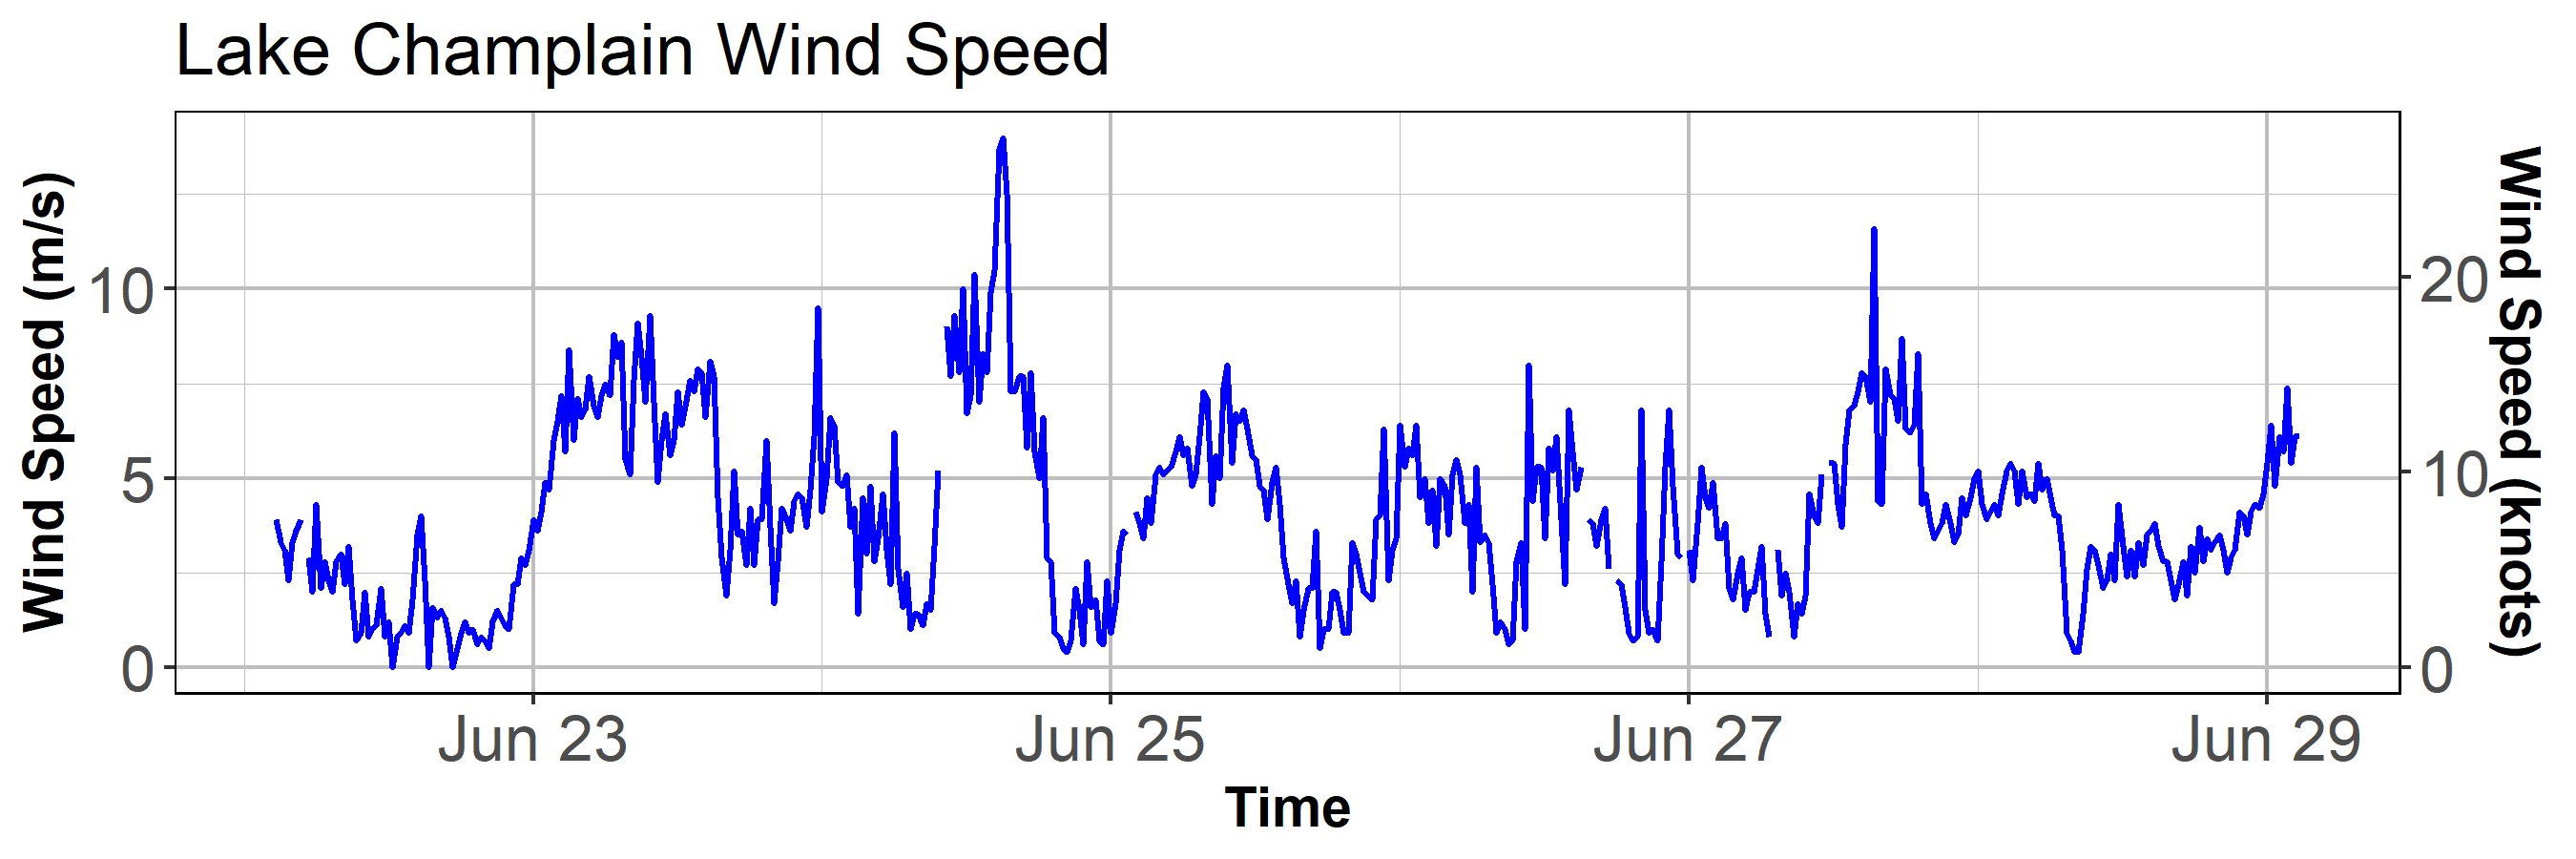 Lake Champlain Wind Speed
Wind Speed (m/s)
10
5
0
20
10
0
Wind Speed (knots)
Jun 23
Jun 25
Jun 27
Jun 29
Time